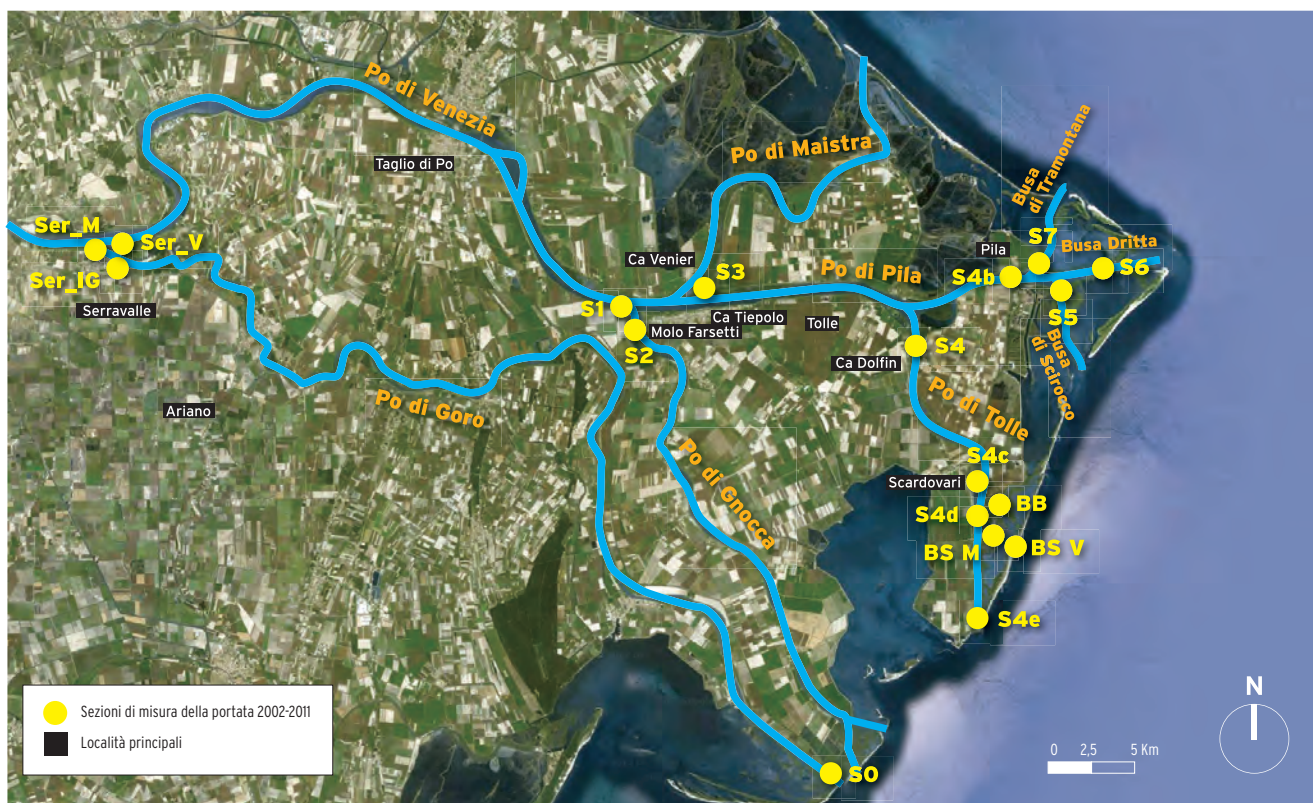 Po di Venezia
Taglio di Po
Po di Maistra
Busa
di Tramontana
Ser_M
Ser_V
Ser_IG
Serravalle
Ca Venier
S3
Po di Pila
Pila
S7
Busa Dritta
S4b
S6
S1
Ca Tiepolo
Tolle
S5
Molo Farsetti
S2
S4
Ca Dolfin
Busa
di Scirocco
Po di Goro
Ariano
Po di Tolle
Po di Gnocca
S4c
Scardovari
BB
S4d
BS M
BS V
S4e
S0
Sezioni di misura della portata 2002-2011
Località principali
0 2,5 5 Km
N